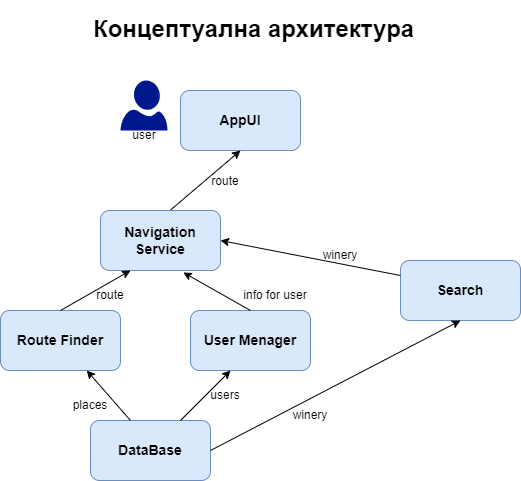 Концептуална архитектура
user
AppUI
route
Navigation
Service
winery
Search
route
info for user
Route Finder
User Menager
places
users
winery
DataBase